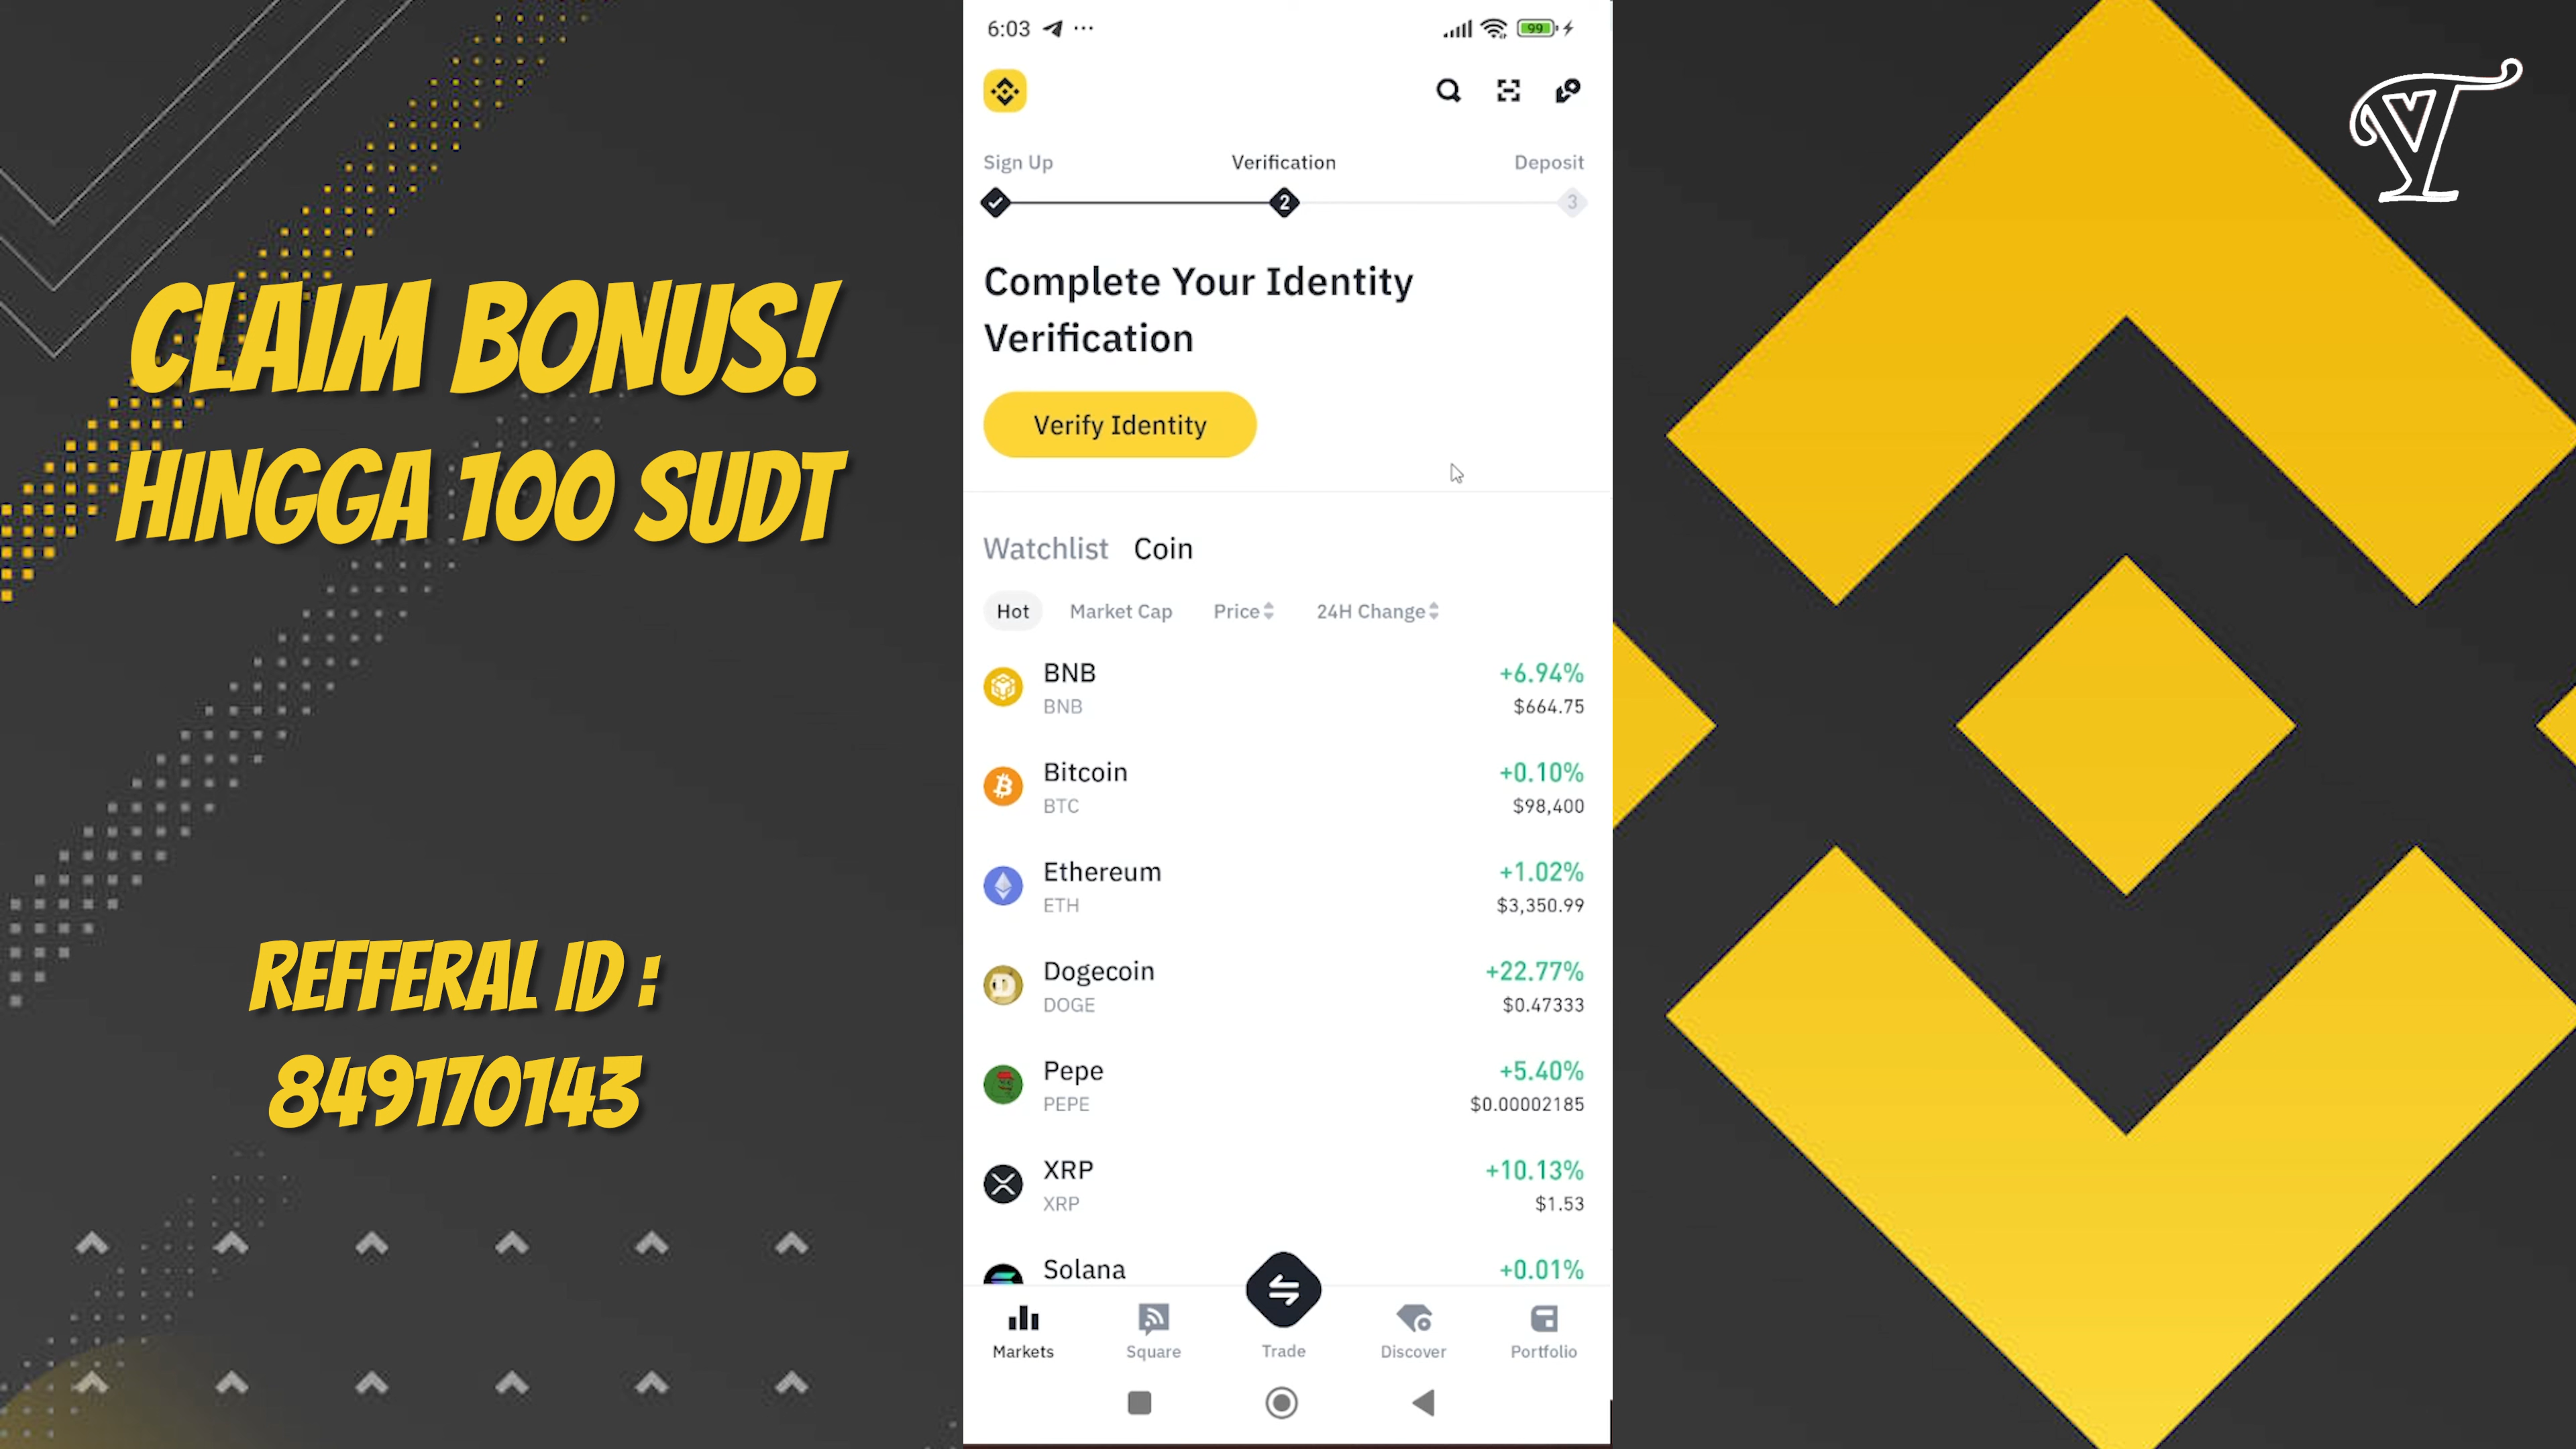 CLAIM BONUS!
HINGGA 100 SUDT
REFFERAL ID :
849170143
6:03 ...
99
Sign Up Verification Deposit
2 3
Complete Your Identity
Verification
Verify Identity
Watchlist Coin
Hot Market Cap Price 24H Change
BNB +6.94%
BNB $664.75
Bitcoin +0.10%
BTC $98,400
Ethereum +1.02%
ETH $3,350.99
Dogecoin +22.77%
DOGE $0.47333
Pepe +5.40%
PEPE $0.00002185
XRP +10.13%
XRP $1.53
Solana +0.01%
Markets Square Trade Discover Portfolio